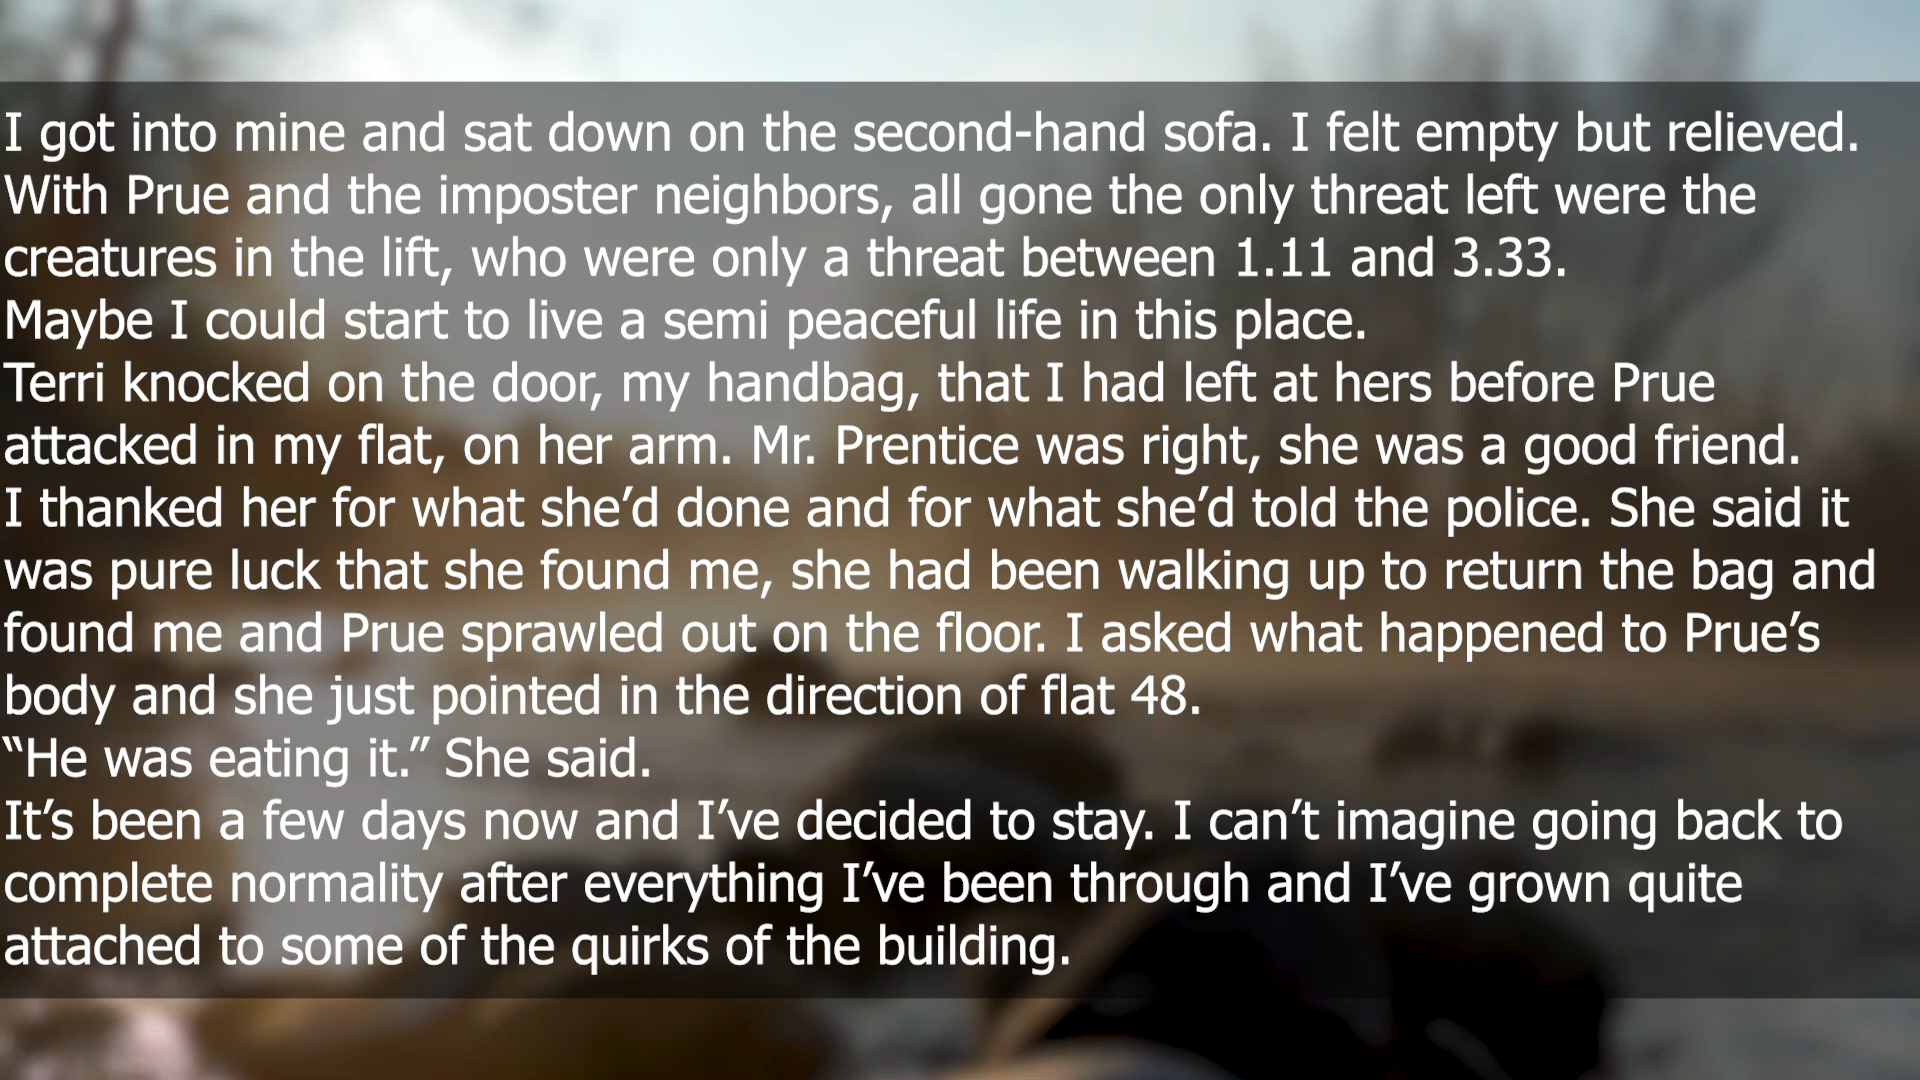 I got into mine and sat down on the second-hand sofa. I felt empty but relieved.
With Prue and the imposter neighbors, all gone the only threat left were the
creatures in the lift, who were only a threat between 1.11 and 3.33.
Maybe I could start to live a semi peaceful life in this place.
Terri knocked on the door, my handbag, that I had left at hers before Prue
attacked in my flat, on her arm. Mr. Prentice was right, she was a good friend.
I thanked her for what she’d done and for what she’d told the police. She said it
was pure luck that she found me, she had been walking up to return the bag and
found me and Prue sprawled out on the floor. I asked what happened to Prue’s
body and she just pointed in the direction of flat 48.
“He was eating it.” She said.
It’s been a few days now and I’ve decided to stay. I can’t imagine going back to
complete normality after everything I’ve been through and I’ve grown quite
attached to some of the quirks of the building.